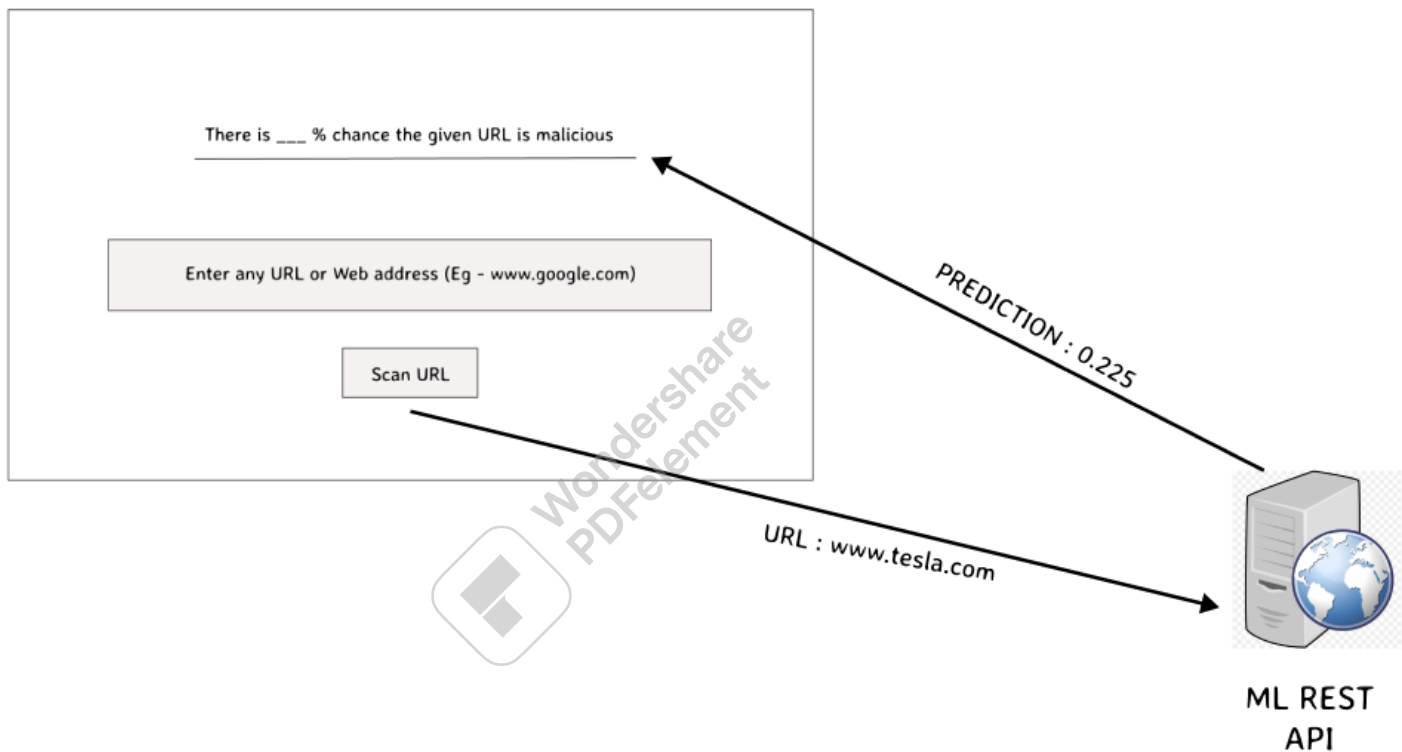 There is ___ % chance the given URL is malicious
Enter any URL or Web address (Eg - www.google.com)
Scan URL
PREDICTION : 0.225
URL : www.tesla.com
Wondershare
PDFelement
ML REST
API